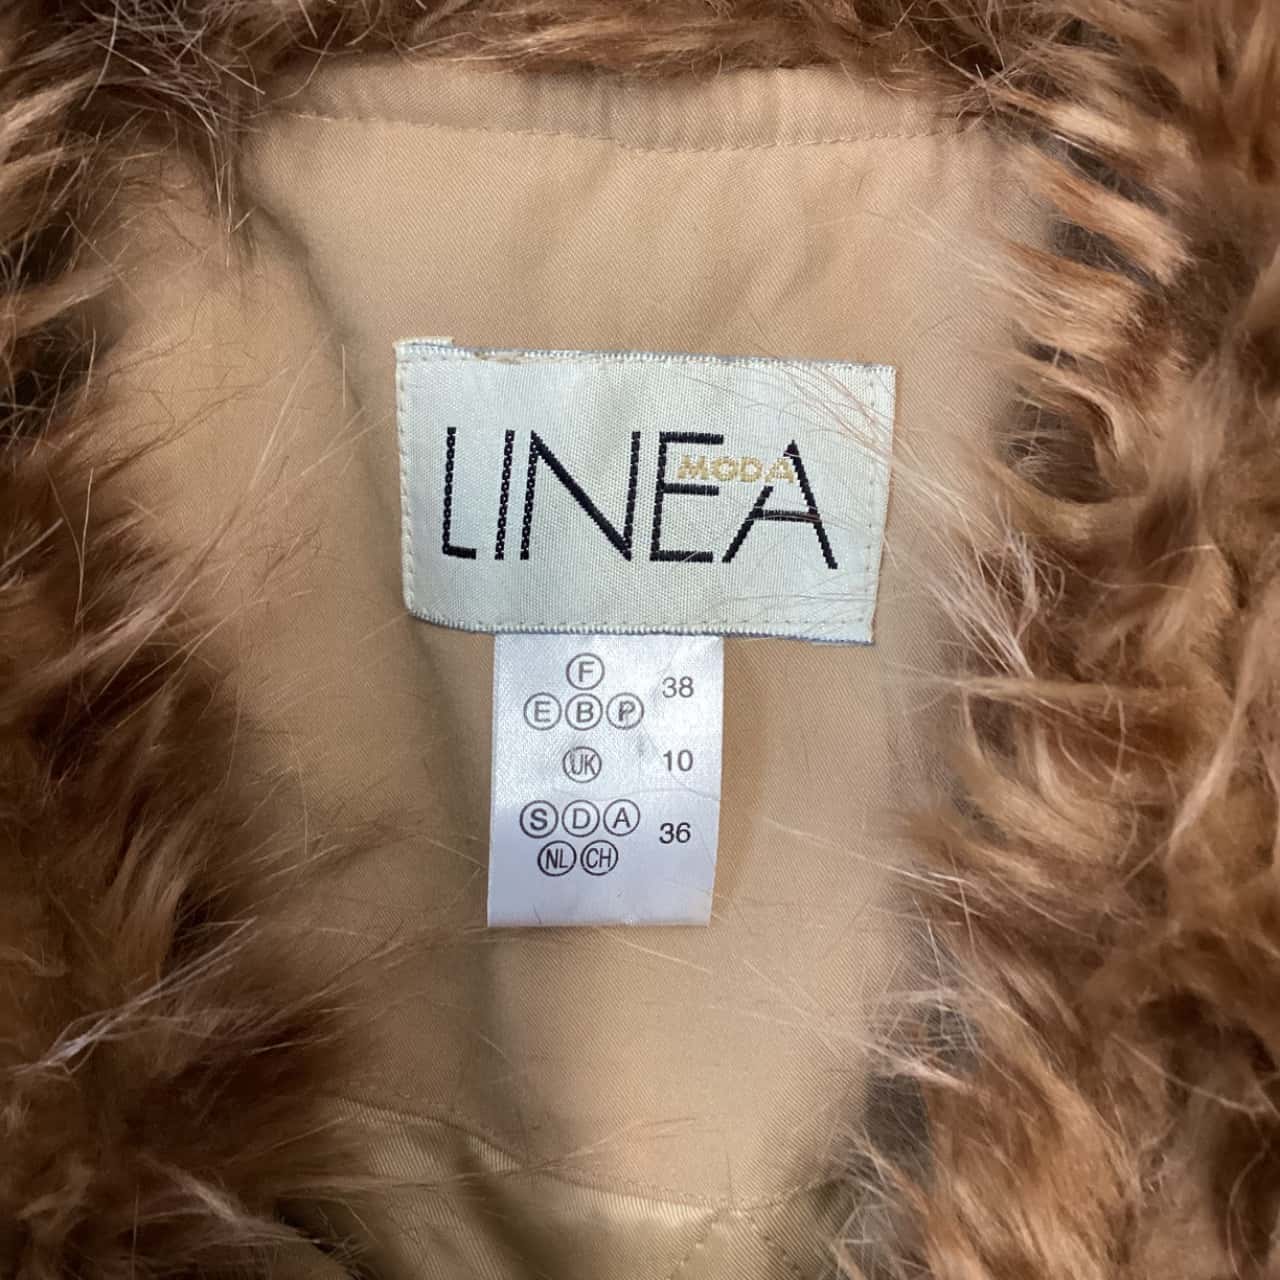 LINEA
MODA
F
38
E B P
UK 10
S D A
36
NL CH